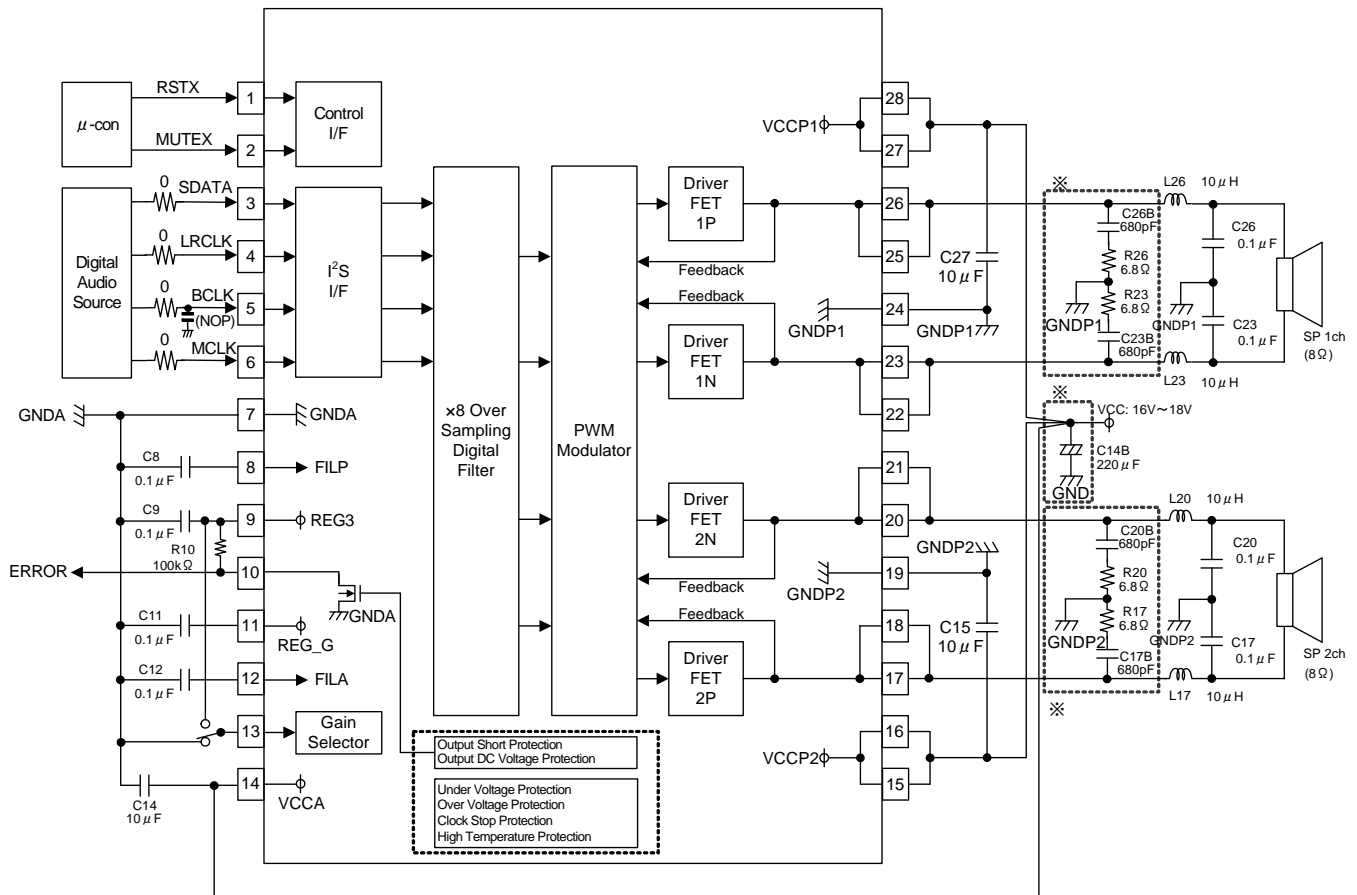 μ-con
RSTX
1
MUTEX
2
Control
I/F
Digital
Audio
Source
0
SDATA
3
0
LRCLK
4
0
BCLK
5
(NOP)
0
MCLK
6
I²S
I/F
GNDA
7
GNDA
C8
0.1μF
8
FILP
C9
0.1μF
9
REG3
R10
100kΩ
ERROR
10
GNDA
C11
0.1μF
11
REG_G
C12
0.1μF
12
FILA
13
Gain
Selector
C14
10μF
14
VCCA
×8 Over
Sampling
Digital
Filter
PWM
Modulator
Driver
FET
1P
Feedback
Feedback
Driver
FET
1N
Driver
FET
2N
Feedback
Feedback
Driver
FET
2P
Output Short Protection
Output DC Voltage Protection
Under Voltage Protection
Over Voltage Protection
Clock Stop Protection
High Temperature Protection
VCCP1
28
27
26
25
24
GNDP1
23
22
21
20
19
GNDP2
18
17
VCCP2
16
15
C27
10μF
GNDP1
GNDP2
C15
10μF
※
C26B
680pF
R26
6.8Ω
R23
6.8Ω
GNDP1
C23B
680pF
L26 10μH
C26
0.1μF
GNDP1
C23
0.1μF
L23 10μH
SP 1ch
(8Ω)
※
VCC: 16V～18V
C14B
220μF
GND
C20B
680pF
R20
6.8Ω
R17
6.8Ω
GNDP2
C17B
680pF
※
L20 10μH
C20
0.1μF
GNDP2
C17
0.1μF
L17 10μH
SP 2ch
(8Ω)